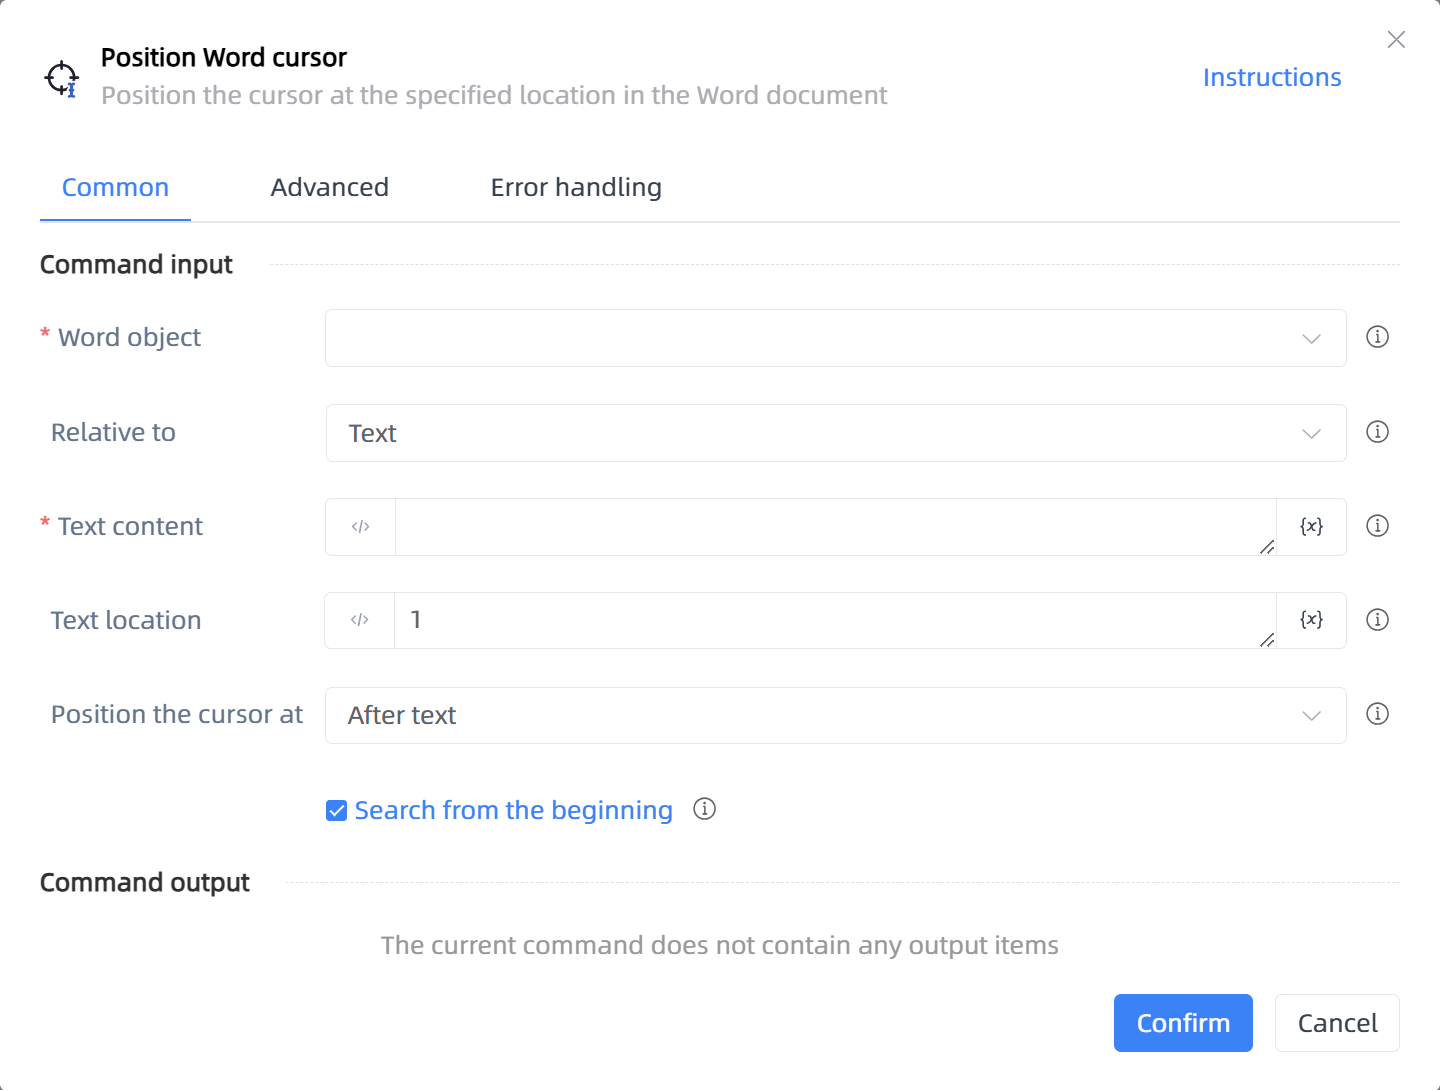 Position Word cursor
Position the cursor at the specified location in the Word document
Instructions
Common
Advanced
Error handling
Command input
* Word object
Relative to
Text
* Text content
</>
{x}
Text location
</>
1
{x}
Position the cursor at
After text
Search from the beginning
Command output
The current command does not contain any output items
Confirm
Cancel